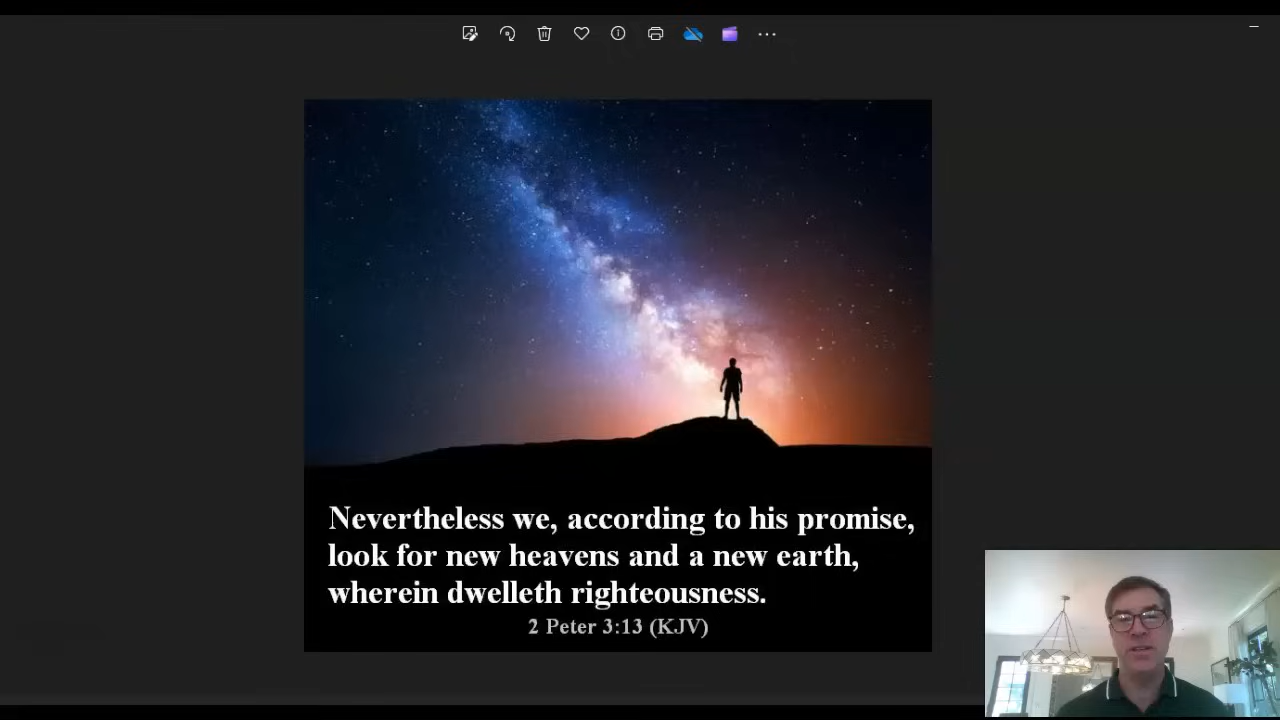 Nevertheless we, according to his promise,
look for new heavens and a new earth,
wherein dwelleth righteousness.
2 Peter 3:13 (KJV)